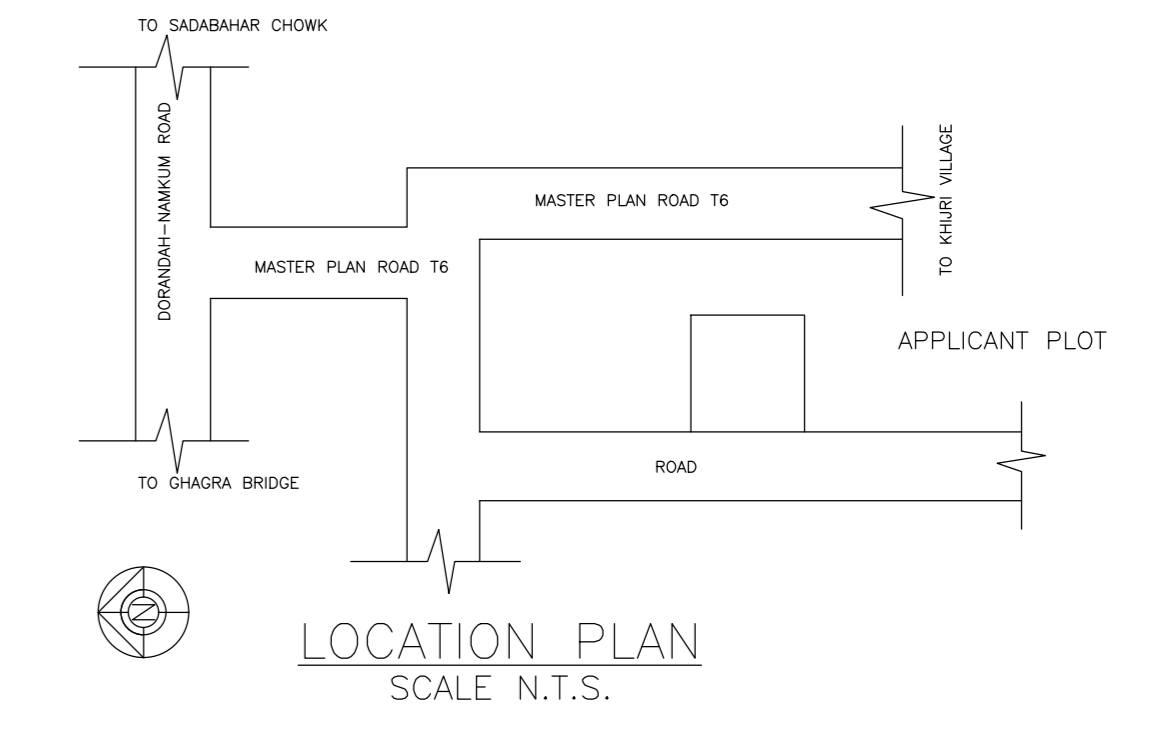 TO SADABAHAR CHOWK
DORANDAH-NAMKUM ROAD
MASTER PLAN ROAD T6
TO KHIJRI VILLAGE
MASTER PLAN ROAD T6
APPLICANT PLOT
ROAD
TO GHAGRA BRIDGE
N
LOCATION PLAN
SCALE N.T.S.